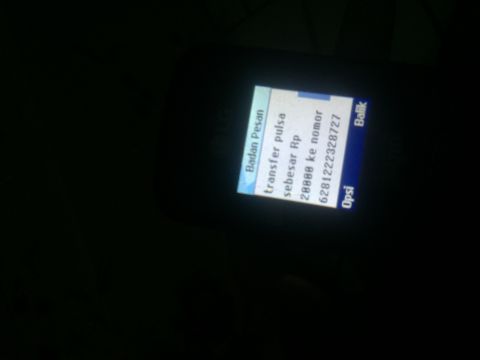 Badan Pesan
transfer pulsa
sebesar Rp
20000 ke nomor
6281222328727
Opsi Balik